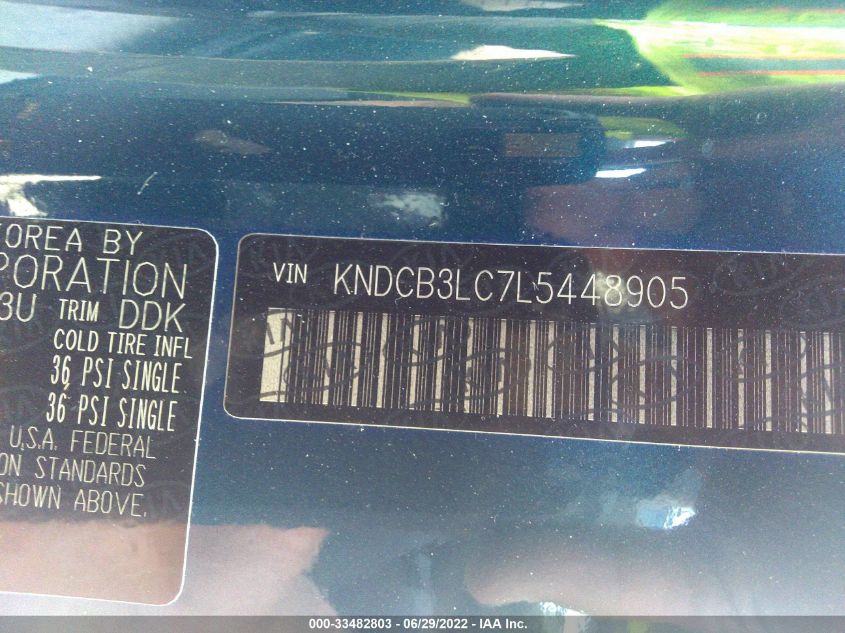 KOREA BY
PORATION
3U TRIM DDK
COLD TIRE INFL
36 PSI SINGLE
36 PSI SINGLE
U.S.A. FEDERAL
ON STANDARDS
SHOWN ABOVE.
VIN KNDCB3LC7L5448905
000-33482803 / 06/29/2022 - IAA Inc.